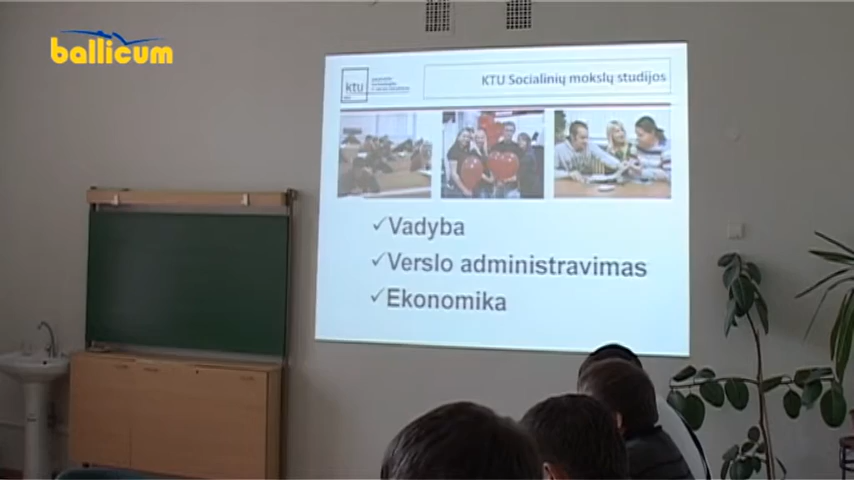 ballicum
ktu
KTU Socialinių mokslų studijos
Vadyba
Verslo administravimas
Ekonomika